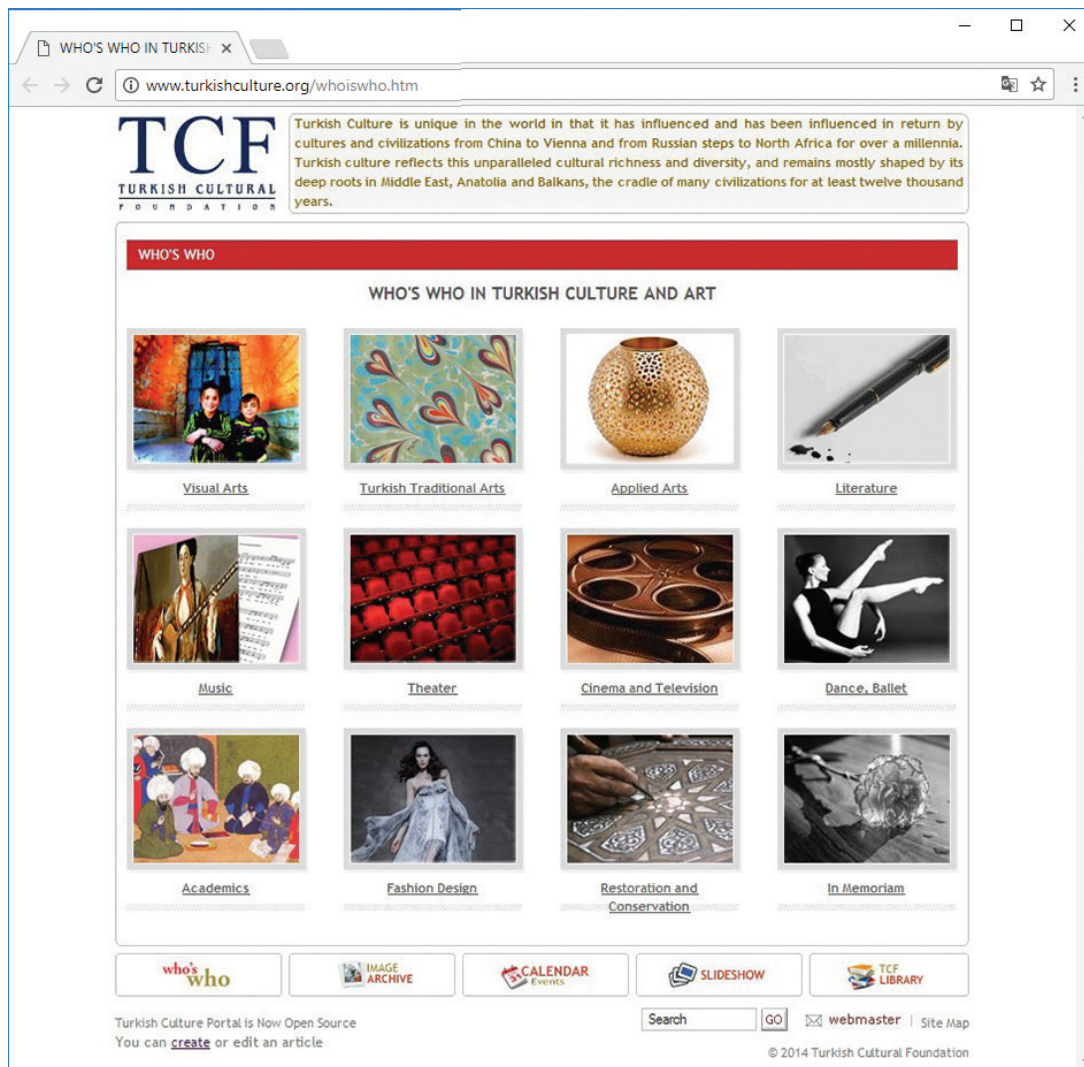 WHO'S WHO IN TURKISH
www.turkishculture.org/whoiswho.htm
TCF
TURKISH CULTURAL
FOUNDATION
Turkish Culture is unique in the world in that it has influenced and has been influenced in return by
cultures and civilizations from China to Vienna and from Russian steps to North Africa for over a millennia.
Turkish culture reflects this unparalleled cultural richness and diversity, and remains mostly shaped by its
deep roots in Middle East, Anatolia and Balkans, the cradle of many civilizations for at least twelve thousand
years.
WHO'S WHO
WHO'S WHO IN TURKISH CULTURE AND ART
Visual Arts
Turkish Traditional Arts
Applied Arts
Literature
Music
Theater
Cinema and Television
Dance, Ballet
Academics
Fashion Design
Restoration and
Conservation
In Memoriam
who's
who
IMAGE
ARCHIVE
31
CALENDAR
Events
SLIDESHOW
TCF
LIBRARY
Turkish Culture Portal is Now Open Source
You can create or edit an article
Search
GO
webmaster | Site Map
© 2014 Turkish Cultural Foundation